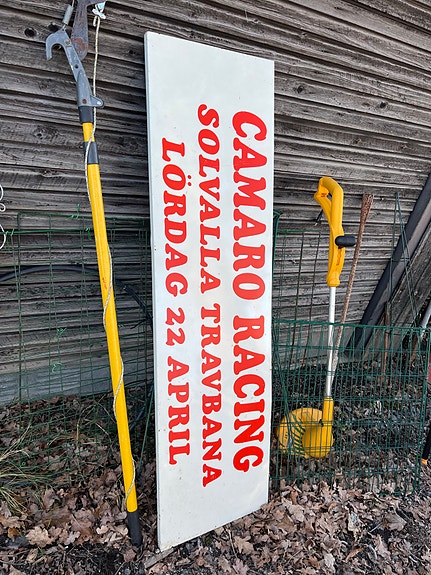 CAMARO RACING
SOLVALLA TRAVBANA
LÖRDAG 22 APRIL